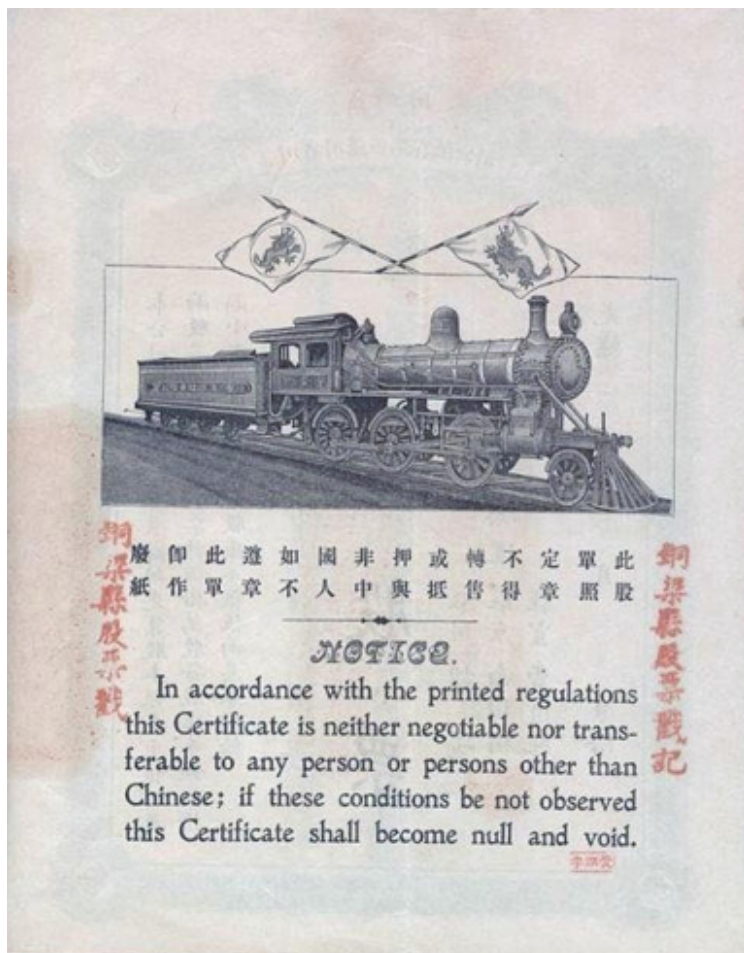 此股單照定章不得轉售或抵押與非中國人如不遵章此單即作廢紙
銅梁縣股票戳記
銅梁縣股票戳
NOTICE.
In accordance with the printed regulations
this Certificate is neither negotiable nor trans-
ferable to any person or persons other than
Chinese; if these conditions be not observed
this Certificate shall become null and void.